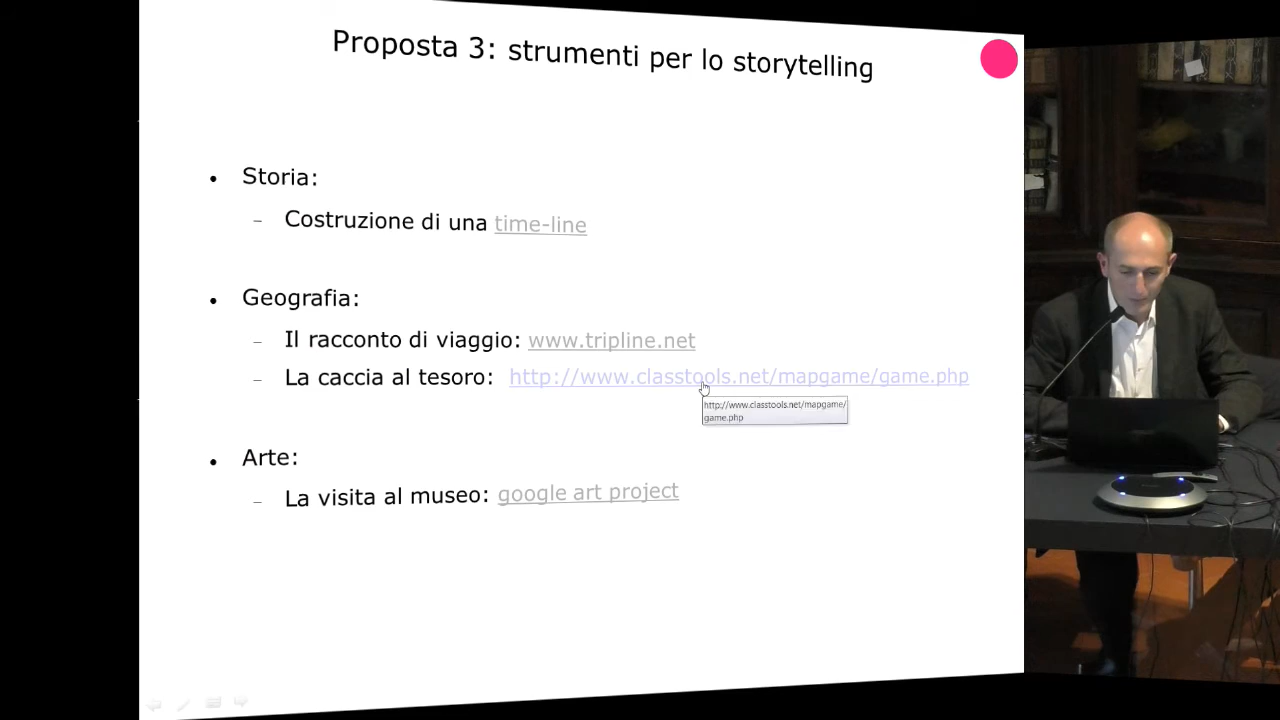 Proposta 3: strumenti per lo storytelling
• Storia:
– Costruzione di una time-line
• Geografia:
– Il racconto di viaggio: www.tripline.net
– La caccia al tesoro: http://www.classtools.net/mapgame/game.php
http://www.classtools.net/mapgame/
game.php
• Arte:
– La visita al museo: google art project